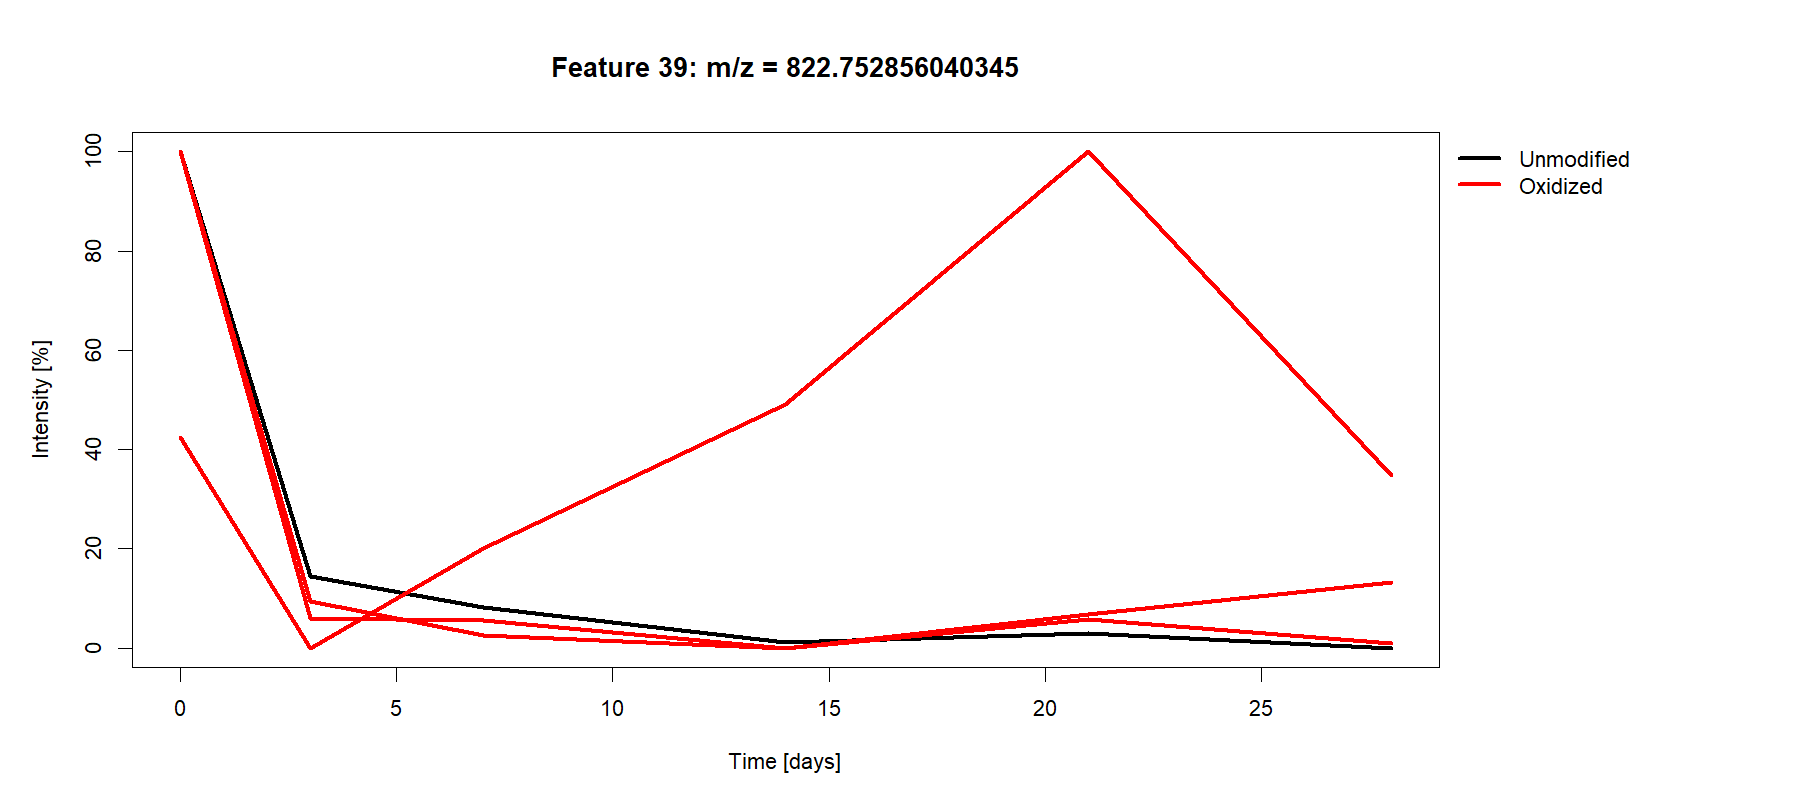 Feature 39: m/z = 822.752856040345
Unmodified
Oxidized
Intensity [%]
100
80
60
40
20
0
0 5 10 15 20 25
Time [days]